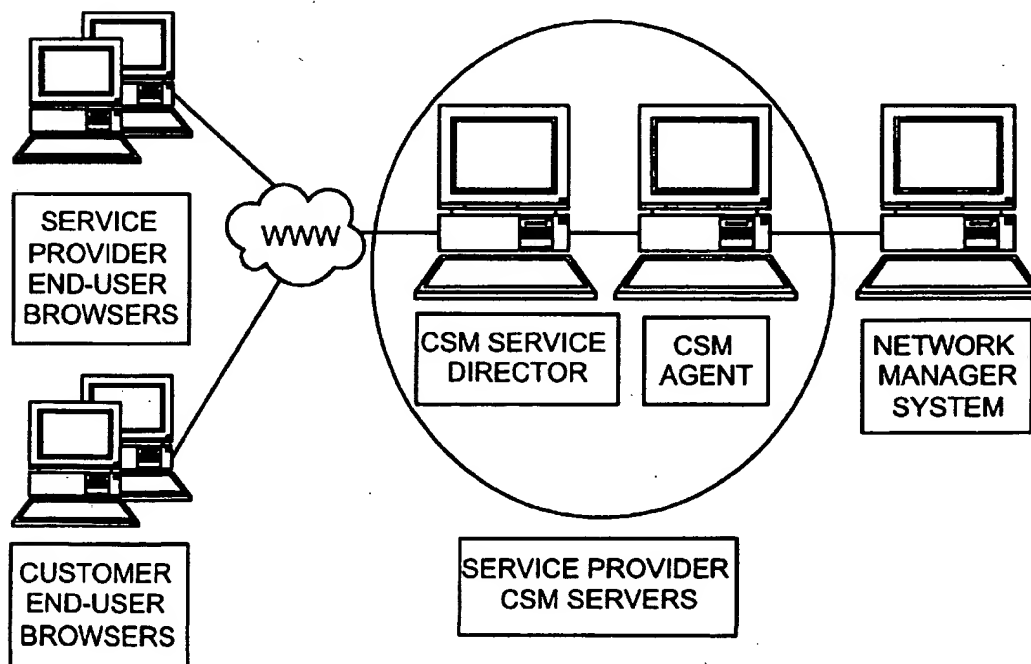 SERVICE
PROVIDER
END-USER
BROWSERS
WWW
CSM SERVICE
DIRECTOR
CSM
AGENT
NETWORK
MANAGER
SYSTEM
CUSTOMER
END-USER
BROWSERS
SERVICE PROVIDER
CSM SERVERS